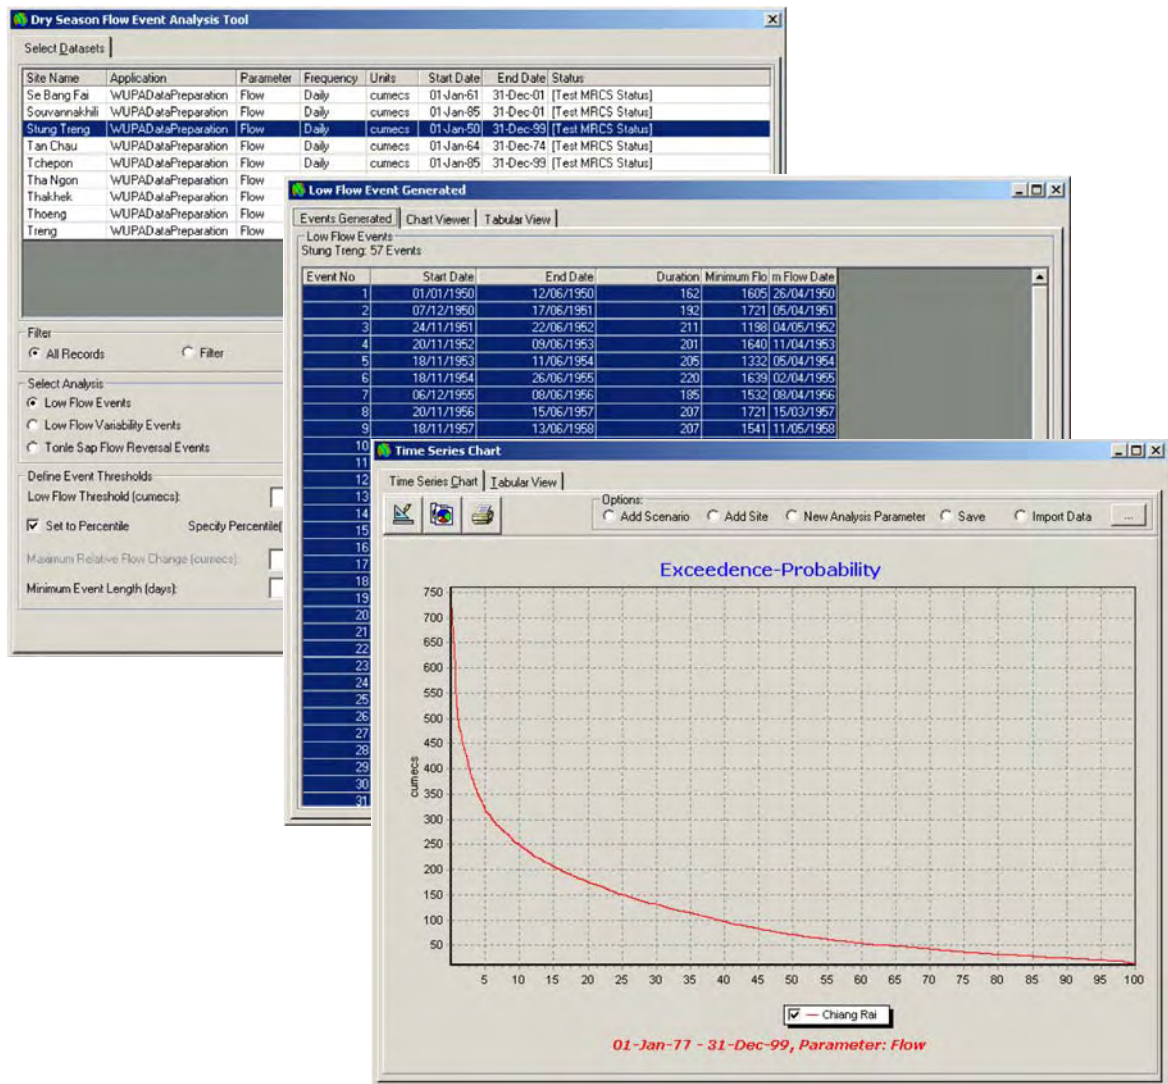 Dry Season Flow Event Analysis Tool
Select Datasets
Site Name Application Parameter Frequency Units Start Date End Date Status
Se Bang Fai WUPADataPreparation Flow Daily cumecs 01-Jan-61 31-Dec-01 [Test MRCS Status]
Souvannakhili WUPADataPreparation Flow Daily cumecs 01-Jan-85 31-Dec-01 [Test MRCS Status]
Stung Treng WUPADataPreparation Flow Daily cumecs 01-Jan-50 31-Dec-99 [Test MRCS Status]
Tan Chau WUPADataPreparation Flow Daily cumecs 01-Jan-64 31-Dec-74 [Test MRCS Status]
Tchepon WUPADataPreparation Flow Daily cumecs 01-Jan-85 31-Dec-99 [Test MRCS Status]
Tha Ngon WUPADataPreparation Flow
Thakhek WUPADataPreparation Flow
Thoeng WUPADataPreparation Flow
Treng WUPADataPreparation Flow
Filter
All Records Filter
Select Analysis
Low Flow Events
Low Flow Variability Events
Tonle Sap Flow Reversal Events
Define Event Thresholds
Low Flow Threshold (cumecs):
Set to Percentile Specify Percentile(
Maximum Relative Flow Change (cumecs):
Minimum Event Length (days):
Low Flow Event Generated
Events Generated Chart Viewer Tabular View
Low Flow Events
Stung Treng: 57 Events
Event No Start Date End Date Duration Minimum Flo m Flow Date
1 01/01/1950 12/06/1950 162 1605 26/04/1950
2 07/12/1950 17/06/1951 192 1721 05/04/1951
3 24/11/1951 22/06/1952 211 1198 04/05/1952
4 20/11/1952 09/06/1953 201 1640 11/04/1953
5 18/11/1953 11/06/1954 205 1332 05/04/1954
6 18/11/1954 26/06/1955 220 1639 02/04/1955
7 06/12/1955 08/06/1956 185 1532 08/04/1956
8 20/11/1956 15/06/1957 207 1721 15/03/1957
9 18/11/1957 13/06/1958 207 1541 11/05/1958
10
11
12
13
14
15
16
17
18
19
20
21
22
23
24
25
26
27
28
29
30
31
Time Series Chart
Time Series Chart Tabular View
Options:
Add Scenario Add Site New Analysis Parameter Save Import Data ...
Exceedence-Probability
750
700
650
600
550
500
450
400
350
300
250
200
150
100
50
cumecs
5 10 15 20 25 30 35 40 45 50 55 60 65 70 75 80 85 90 95 100
Chiang Rai
01-Jan-77 - 31-Dec-99, Parameter: Flow